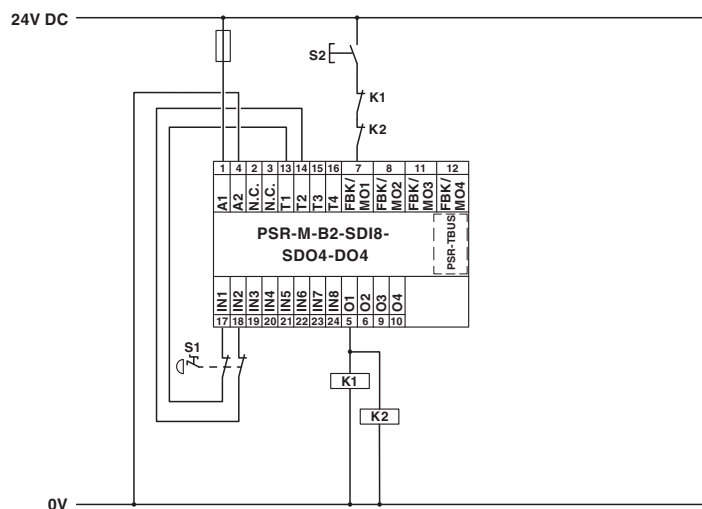 24V DC
S2
K1
K2
1 4 2 3 13 14 15 16 7 8 11 12
A1 A2 N.C. N.C. T1 T2 T3 T4 FBK/MO1 FBK/MO2 FBK/MO3 FBK/MO4
PSR-M-B2-SDI8-
SDO4-DO4
PSR-TBUS
IN1 IN2 IN3 IN4 IN5 IN6 IN7 IN8 O1 O2 O3 O4
17 18 19 20 21 22 23 24 5 6 9 10
S1
K1
K2
0V